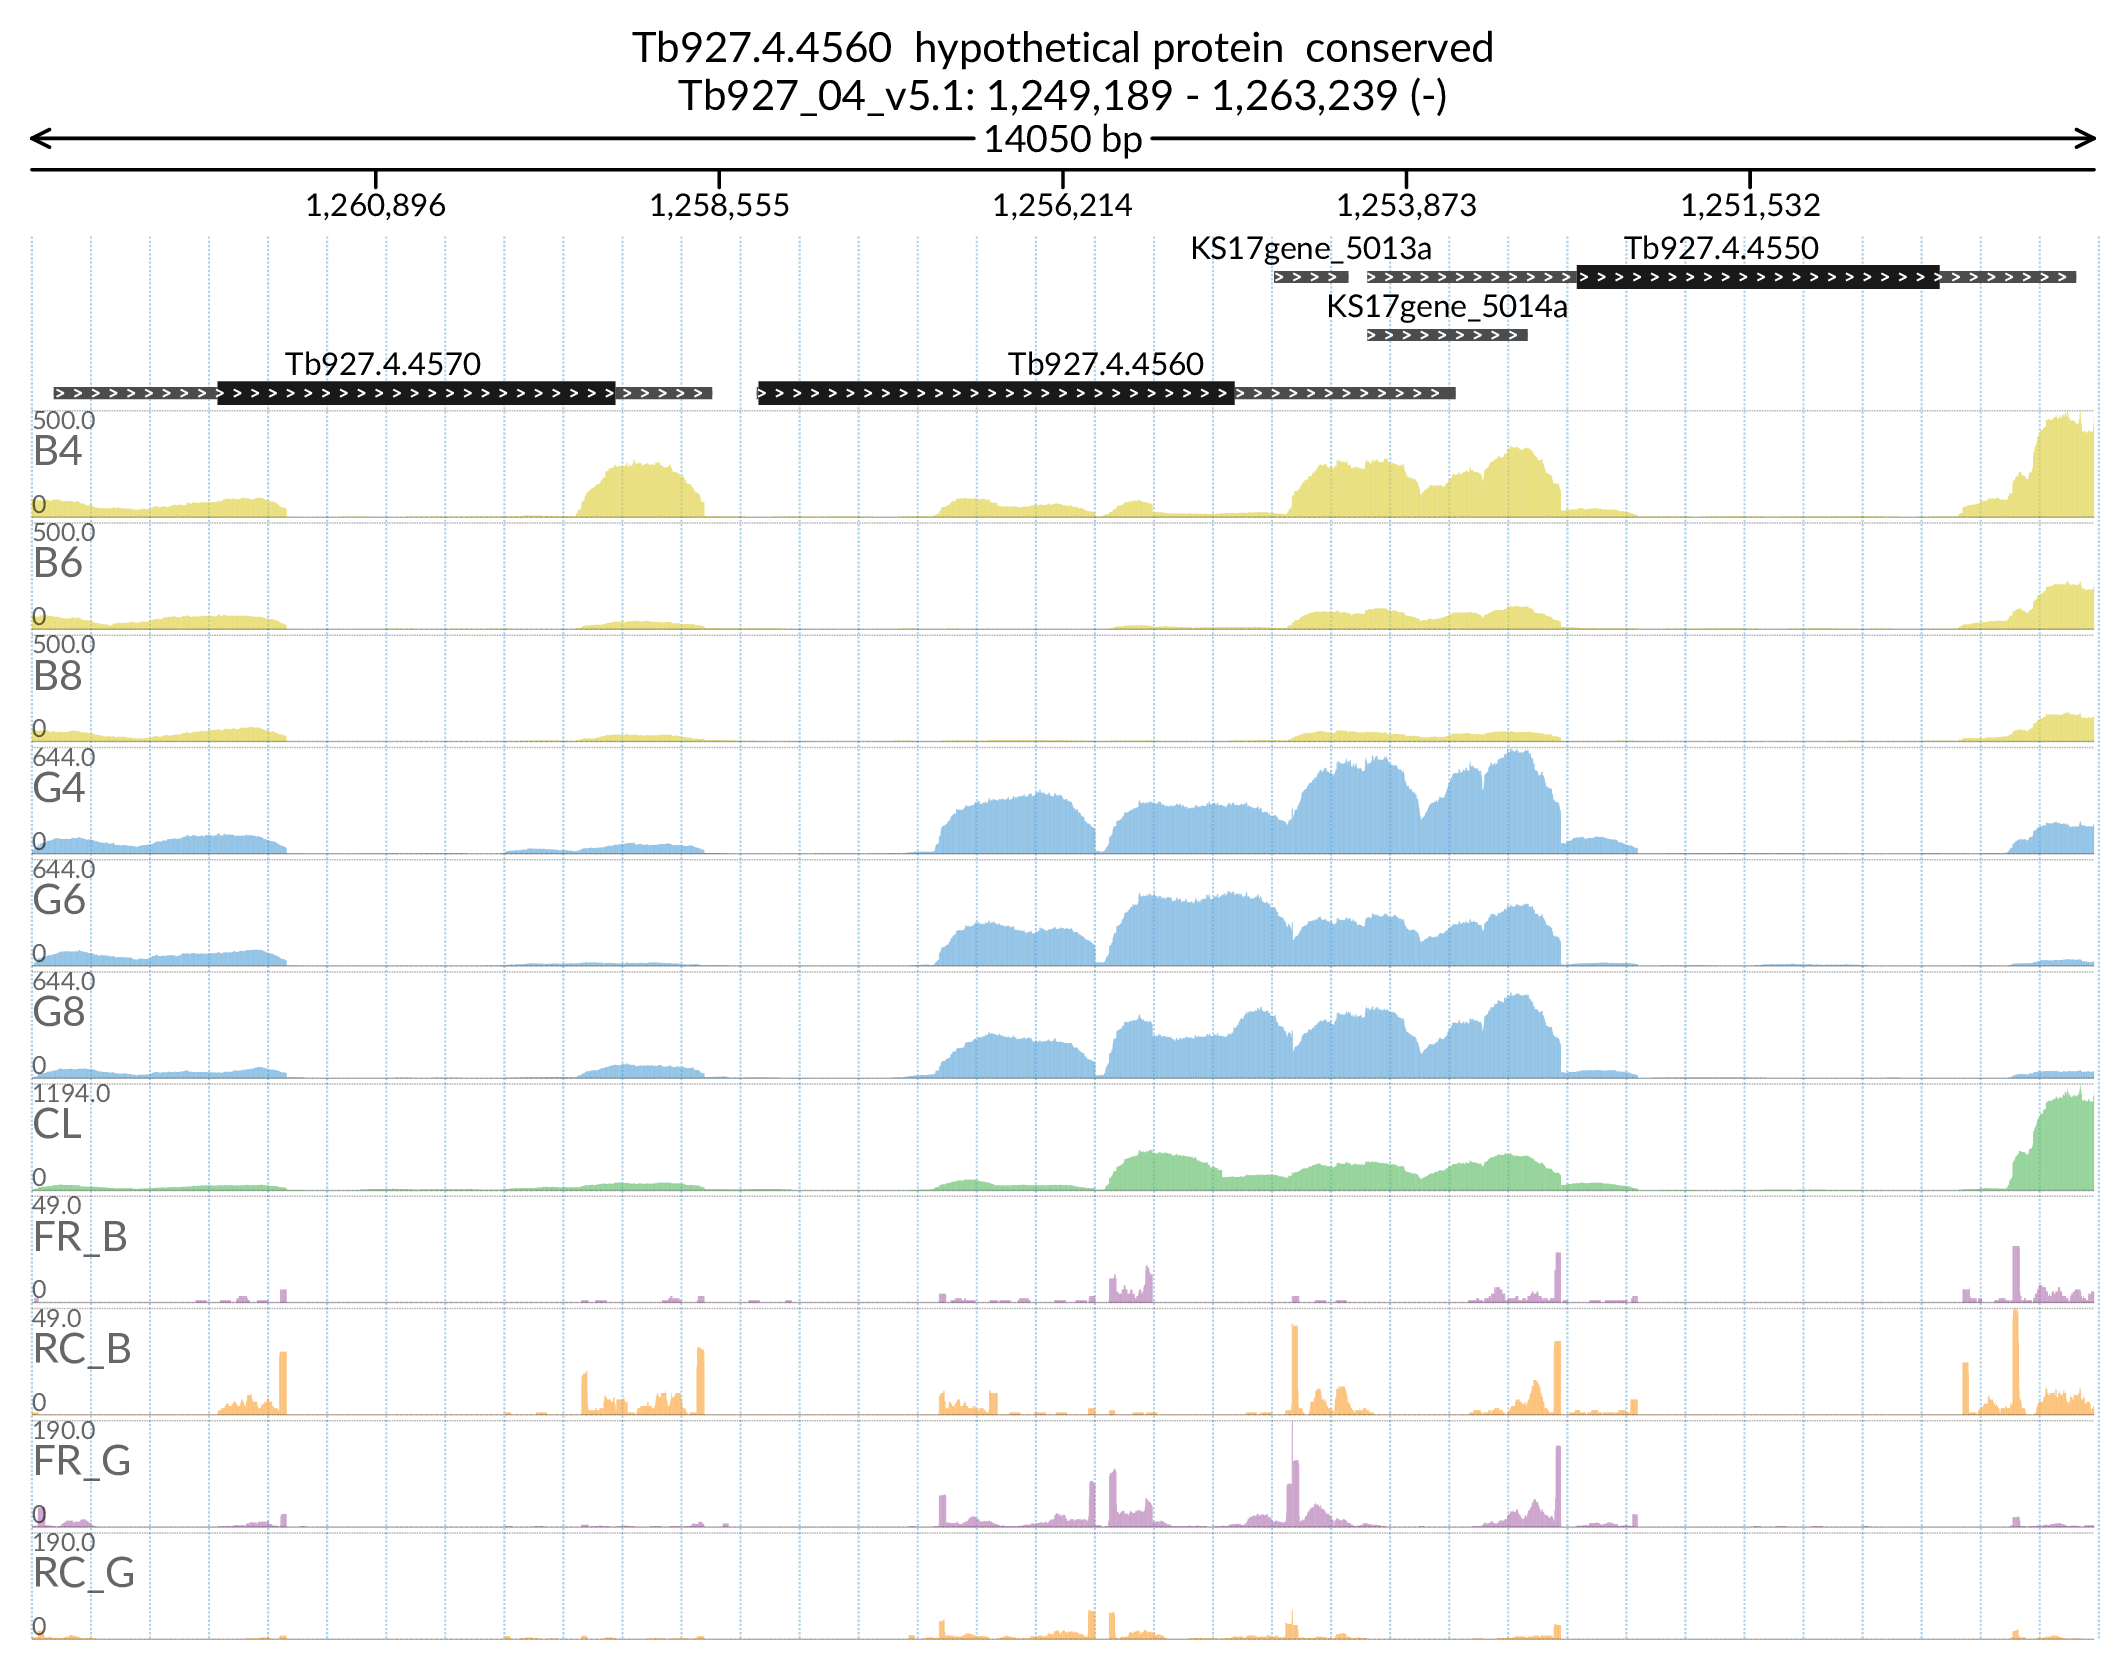 Tb927.4.4560 hypothetical protein conserved
Tb927_04_v5.1: 1,249,189 - 1,263,239 (-)
14050 bp
1,260,896 1,258,555 1,256,214 1,253,873 1,251,532
KS17gene_5013a Tb927.4.4550
KS17gene_5014a
Tb927.4.4570 Tb927.4.4560
500.0
B4
0
500.0
B6
0
500.0
B8
0
644.0
G4
0
644.0
G6
0
644.0
G8
0
1194.0
CL
0
49.0
FR_B
0
49.0
RC_B
0
190.0
FR_G
0
190.0
RC_G
0